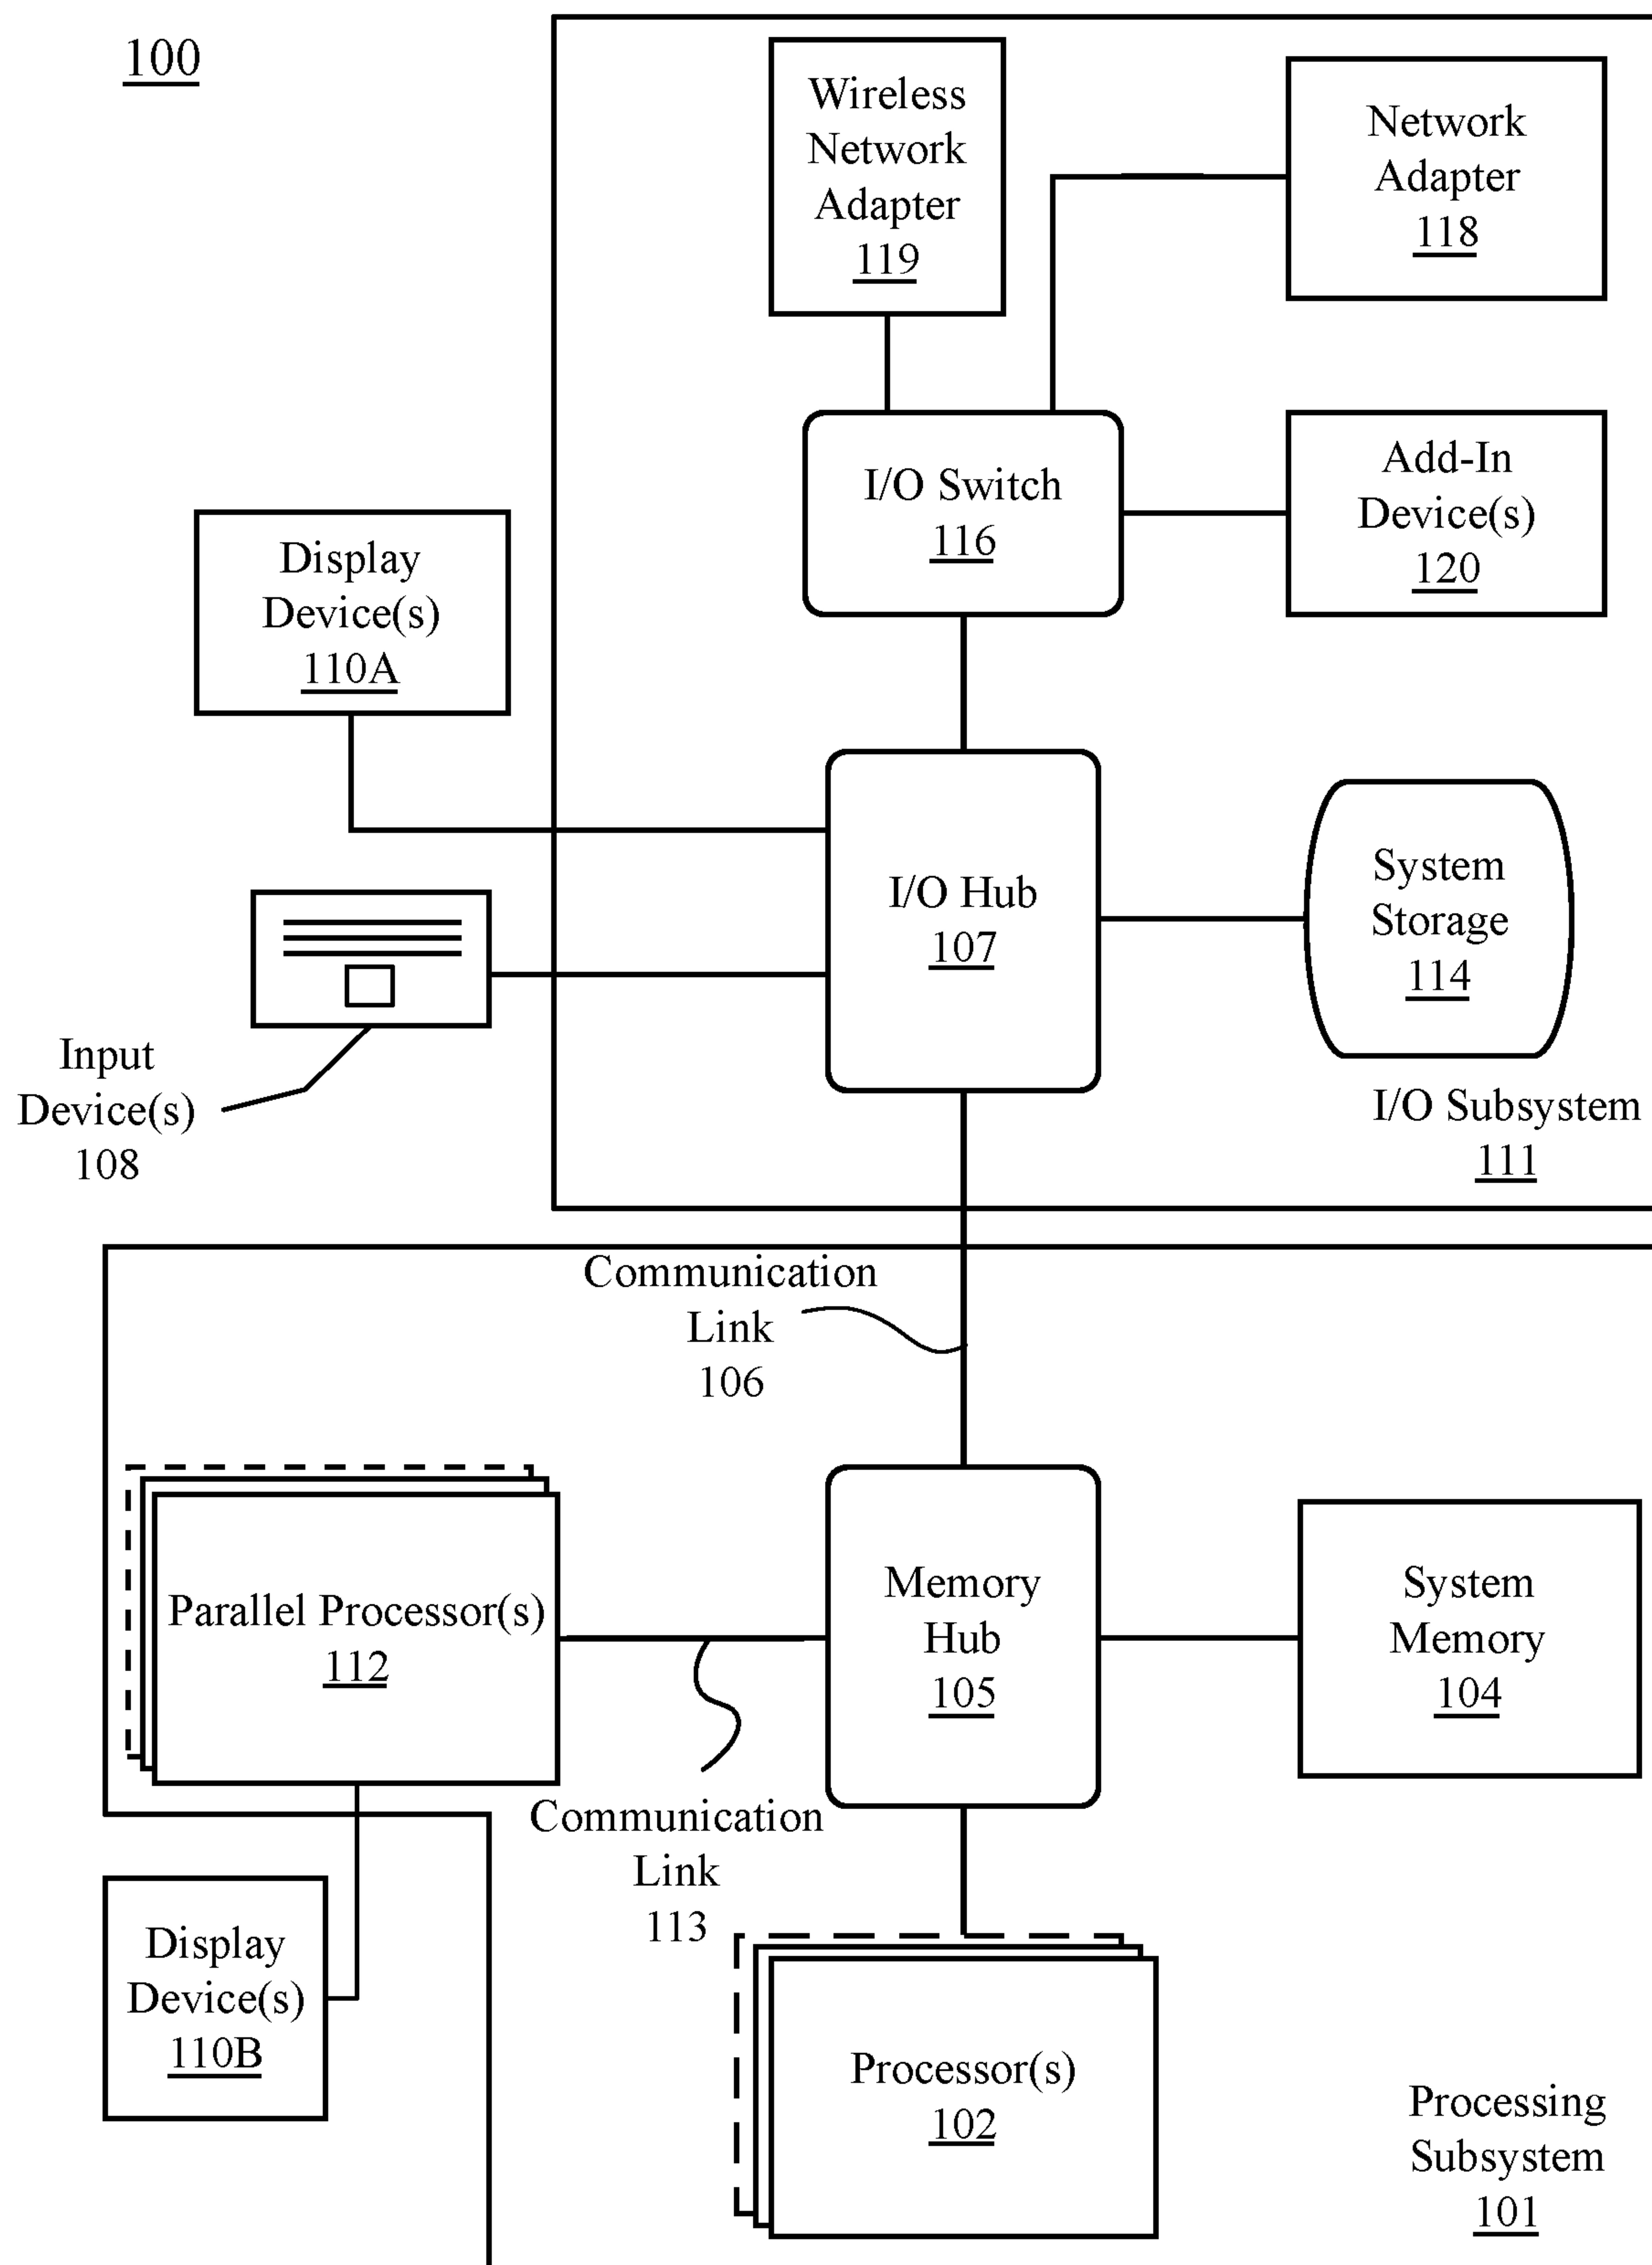 100
Wireless
Network
Adapter
119
Network
Adapter
118
I/O Switch
116
Add-In
Device(s)
120
Display
Device(s)
110A
I/O Hub
107
System
Storage
114
Input
Device(s)
108
I/O Subsystem
111
Communication
Link
106
Parallel Processor(s)
112
Memory
Hub
105
System
Memory
104
Communication
Link
113
Display
Device(s)
110B
Processor(s)
102
Processing
Subsystem
101